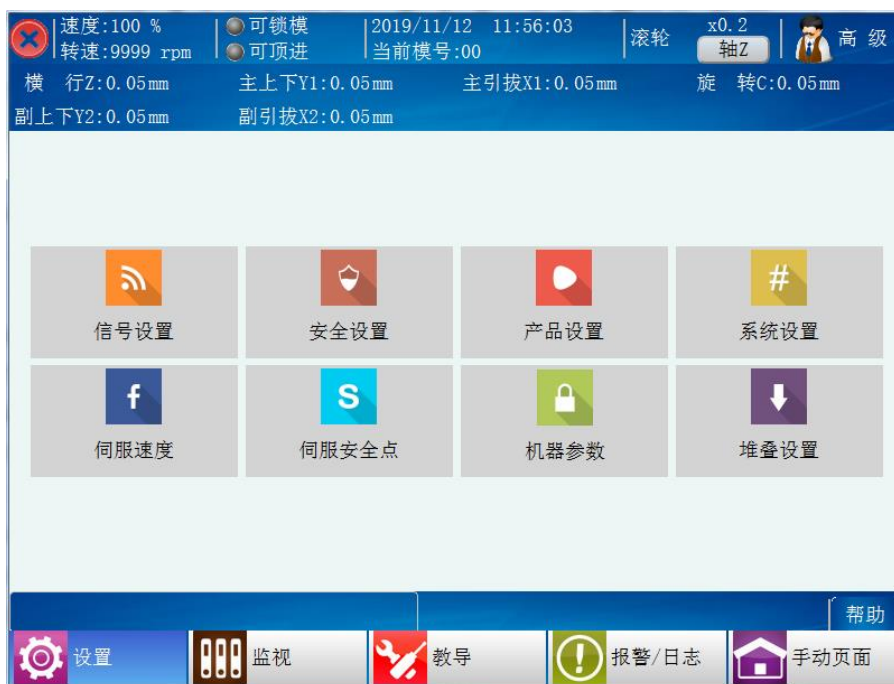 速度:100 %
转速:9999 rpm
可锁模
可顶进
2019/11/12 11:56:03
当前模号:00
滚轮
x0.2
轴Z
高 级
横 行Z:0.05mm
主上下Y1:0.05mm
主引拔X1:0.05mm
旋 转C:0.05mm
副上下Y2:0.05mm
副引拔X2:0.05mm
信号设置
安全设置
产品设置
#
系统设置
f
伺服速度
S
伺服安全点
机器参数
堆叠设置
帮助
设置
监视
教导
报警/日志
手动页面